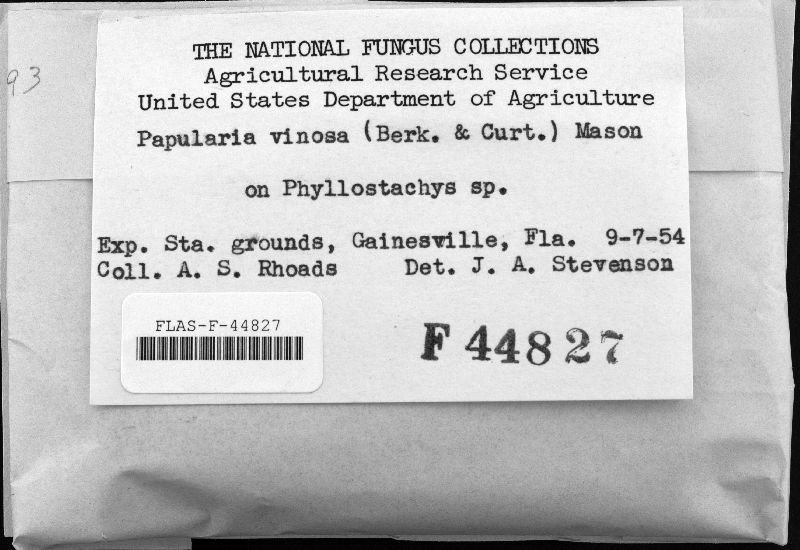 93
THE NATIONAL FUNGUS COLLECTIONS
Agricultural Research Service
United States Department of Agriculture
Papularia vinosa (Berk. & Curt.) Mason
on Phyllostachys sp.
Exp. Sta. grounds, Gainesville, Fla. 9-7-54
Coll. A. S. Rhoads Det. J. A. Stevenson
FLAS-F-44827
F 44827